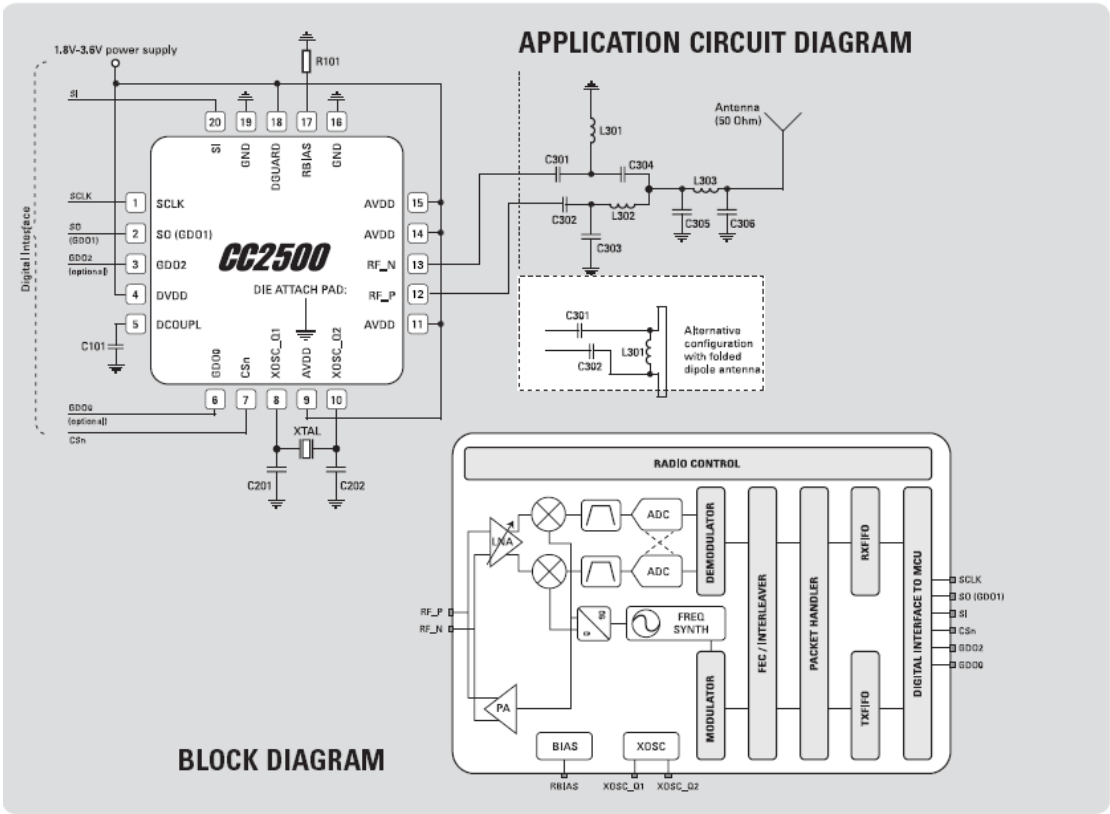 APPLICATION CIRCUIT DIAGRAM
1.8V-3.6V power supply
R101
SI
20 19 18 17 16
SI GND DGUARD RBIAS GND
Digital Inteface
SCLK
1 SCLK
SO
(GDO1)
2 SO (GDO1)
GDO2
(optional)
3 GDO2
4 DVDD
5 DCOUPL
C101
CC2500
DIE ATTACH PAD:
AVDD 15
AVDD 14
RF_N 13
RF_P 12
AVDD 11
GDO0 CSn XOSC_Q1 AVDD XOSC_Q2
6 7 8 9 10
GDO0
(optional)
CSn
XTAL
C201
C202
Antenna
(50 Ohm)
L301
C301
C304
L303
C302
L302
C305
C306
C303
C301
L301
C302
Alternative
configuration
with folded
dipole antenna
RADIO CONTROL
LNA
ADC
ADC
DEMODULATOR
FEC / INTERLEAVER
PACKET HANDLER
RXFIFO
DIGITAL INTERFACE TO MCU
SCLK
SO (GDO1)
SI
CSn
GDO2
GDO0
RF_P
RF_N
0
90
FREQ
SYNTH
PA
MODULATOR
TXFIFO
BIAS
XOSC
RBIAS
XOSC_Q1
XOSC_Q2
BLOCK DIAGRAM